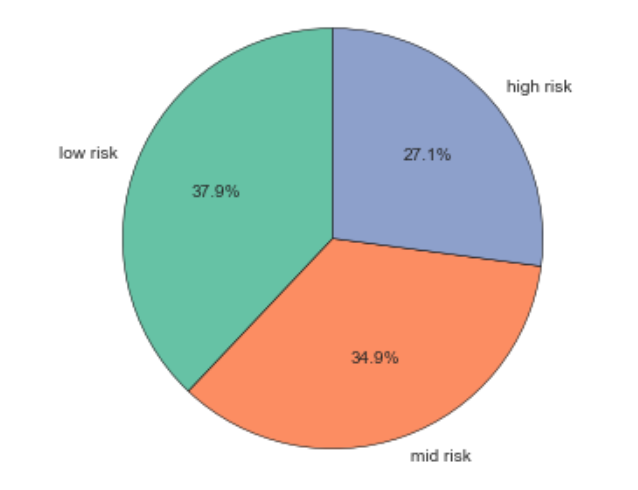 high risk
27.1%
low risk
37.9%
34.9%
mid risk